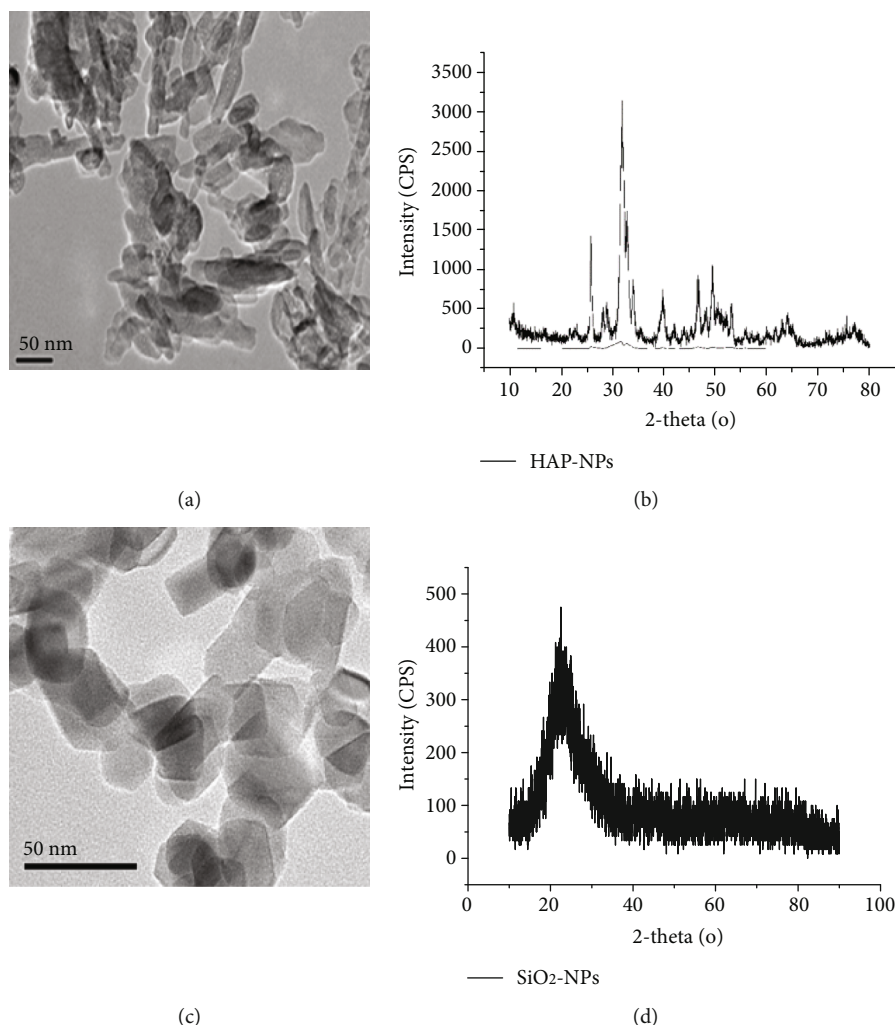 50 nm
(a)
3500
3000
2500
2000
1500
1000
500
0
Intensity (CPS)
10 20 30 40 50 60 70 80
2-theta (o)
HAP-NPs
(b)
50 nm
(c)
500
400
300
200
100
0
Intensity (CPS)
0 20 40 60 80 100
2-theta (o)
SiO2-NPs
(d)